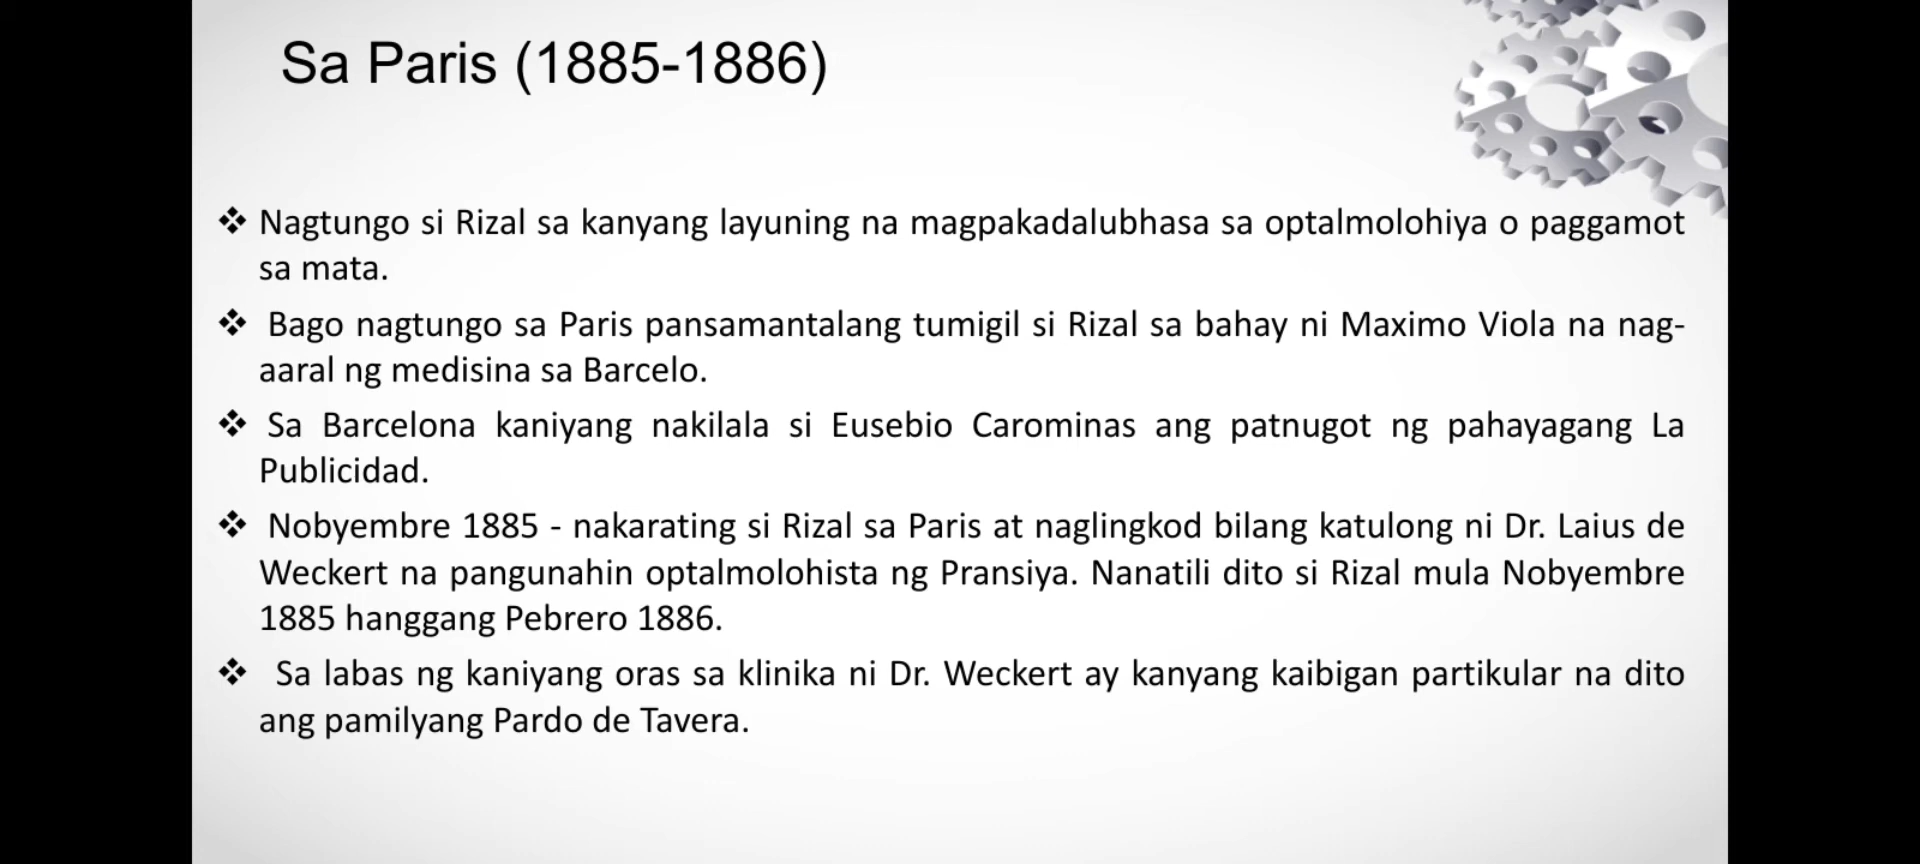 Sa Paris (1885-1886)
❖ Nagtungo si Rizal sa kanyang layuning na magpakadalubhasa sa optalmolohiya o paggamot
sa mata.
❖ Bago nagtungo sa Paris pansamantalang tumigil si Rizal sa bahay ni Maximo Viola na nag-
aaral ng medisina sa Barcelo.
❖ Sa Barcelona kaniyang nakilala si Eusebio Carominas ang patnugot ng pahayagang La
Publicidad.
❖ Nobyembre 1885 - nakarating si Rizal sa Paris at naglingkod bilang katulong ni Dr. Laius de
Weckert na pangunahin optalmolohista ng Pransiya. Nanatili dito si Rizal mula Nobyembre
1885 hanggang Pebrero 1886.
❖ Sa labas ng kaniyang oras sa klinika ni Dr. Weckert ay kanyang kaibigan partikular na dito
ang pamilyang Pardo de Tavera.